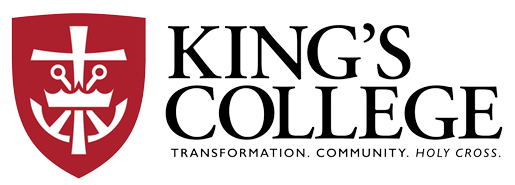 KING'S
COLLEGE
TRANSFORMATION. COMMUNITY. HOLY CROSS.